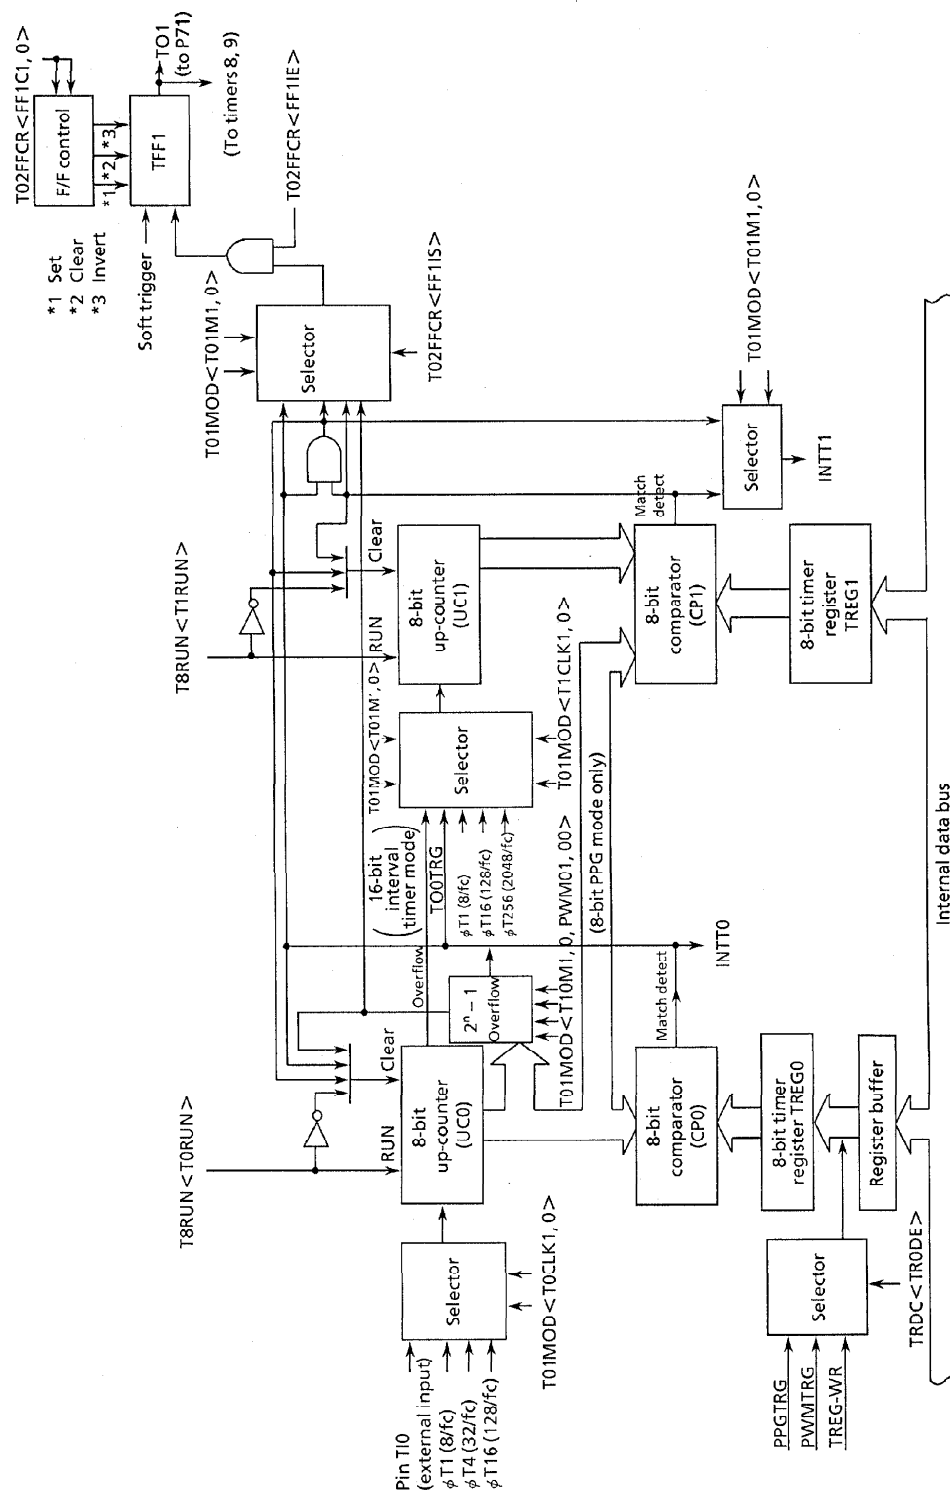 T8RUN<T0RUN>
T8RUN<T1RUN>
T01MOD<T01M1, 0>
*1 Set
*2 Clear
*3 Invert
Soft trigger
T02FFCR<FF1C1, 0>
F/F control
*1
*2
*3
TFF1
TO1
(to P71)
(To timers 8, 9)
T02FFCR<FF1IE>
Selector
T02FFCR<FF1IS>
RUN
Clear
Overflow
(16-bit
interval
timer mode)
TO0TRG
RUN
Clear
Pin TI0
(external input)
ϕT1 (8/fc)
ϕT4 (32/fc)
ϕT16 (128/fc)
Selector
T01MOD<T0CLK1, 0>
8-bit
up-counter
(UC0)
2ⁿ − 1
Overflow
T01MOD<T10M1, 0, PWM01, 00>
ϕT1 (8/fc)
ϕT16 (128/fc)
ϕT256 (2048/fc)
Selector
T01MOD<T1CLK1, 0>
8-bit
up-counter
(UC1)
(8-bit PPG mode only)
8-bit
comparator
(CP0)
Match detect
INTT0
8-bit
comparator
(CP1)
Match
detect
Selector
T01MOD<T01M1, 0>
INTT1
PPGTRG
PWMTRG
TREG-WR
Selector
TRDC<TR0DE>
8-bit timer
register TREG0
Register buffer
8-bit timer
register
TREG1
Internal data bus